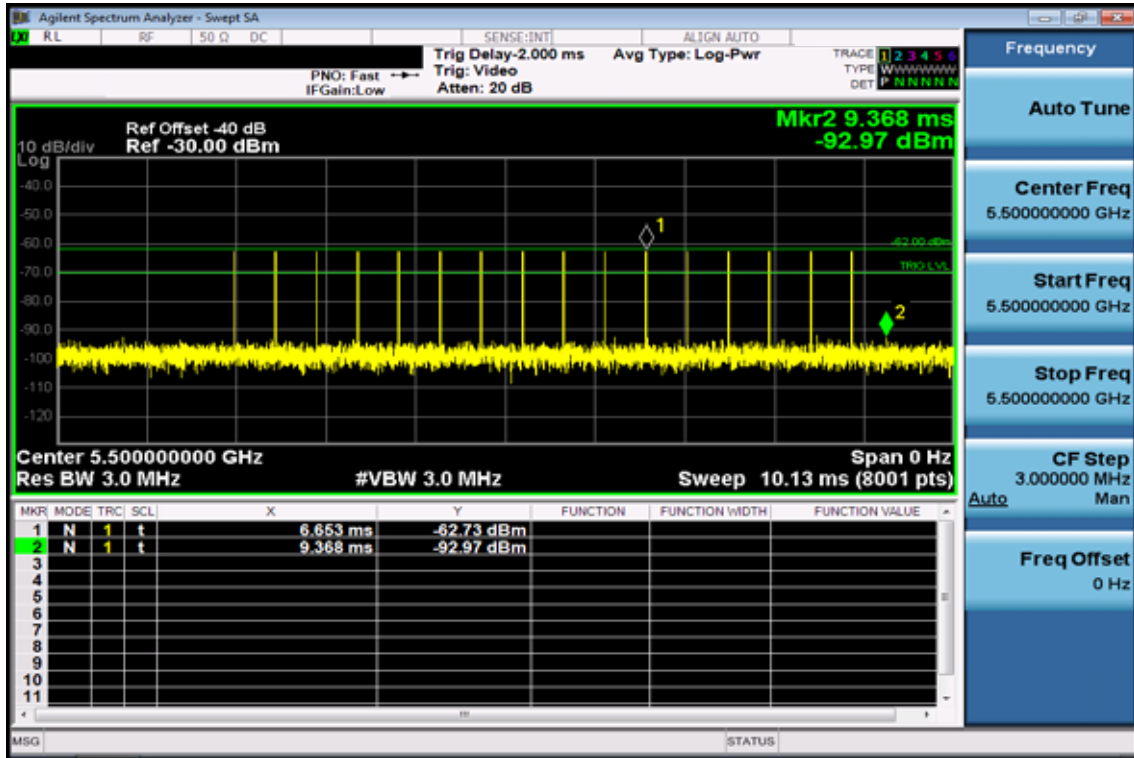 Agilent Spectrum Analyzer - Swept SA
RL RF 50 Ω DC SENSE:INT ALIGN AUTO
Trig Delay-2.000 ms Avg Type: Log-Pwr TRACE 1 2 3 4 5 6
PNO: Fast Trig: Video TYPE WWWWWW
IFGain:Low Atten: 20 dB DET P N N N N N
Frequency
Mkr2 9.368 ms
-92.97 dBm
Ref Offset -40 dB
10 dB/div Ref -30.00 dBm
Log
-40.0
-50.0
-60.0
-70.0
-80.0
-90.0
-100
-110
-120
1
-62.00 dBm
TRIG LVL
2
Center 5.500000000 GHz Span 0 Hz
Res BW 3.0 MHz #VBW 3.0 MHz Sweep 10.13 ms (8001 pts)
MKR MODE TRC SCL X Y FUNCTION FUNCTION WIDTH FUNCTION VALUE
1 N 1 t 6.653 ms -62.73 dBm
2 N 1 t 9.368 ms -92.97 dBm
3
4
5
6
7
8
9
10
11
MSG STATUS
Auto Tune
Center Freq
5.500000000 GHz
Start Freq
5.500000000 GHz
Stop Freq
5.500000000 GHz
CF Step
3.000000 MHz
Auto Man
Freq Offset
0 Hz